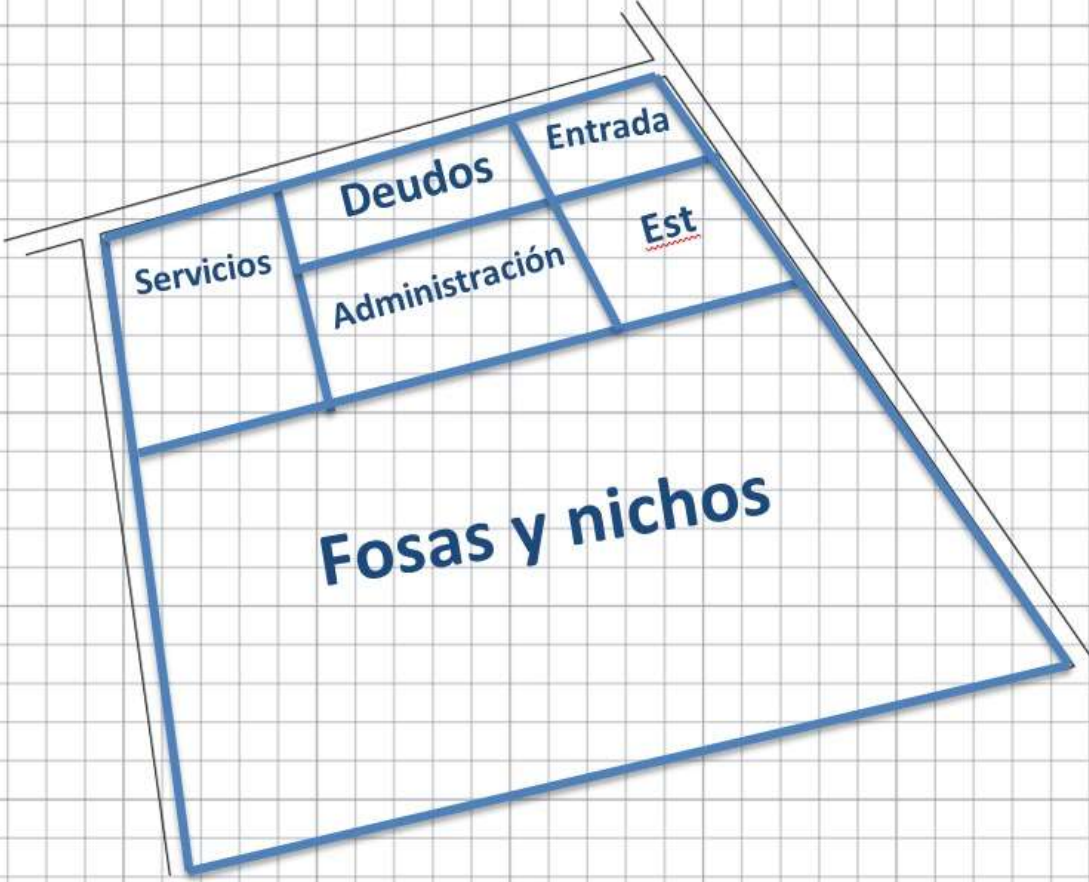 Entrada
Deudos
Est
Servicios
Administración
Fosas y nichos